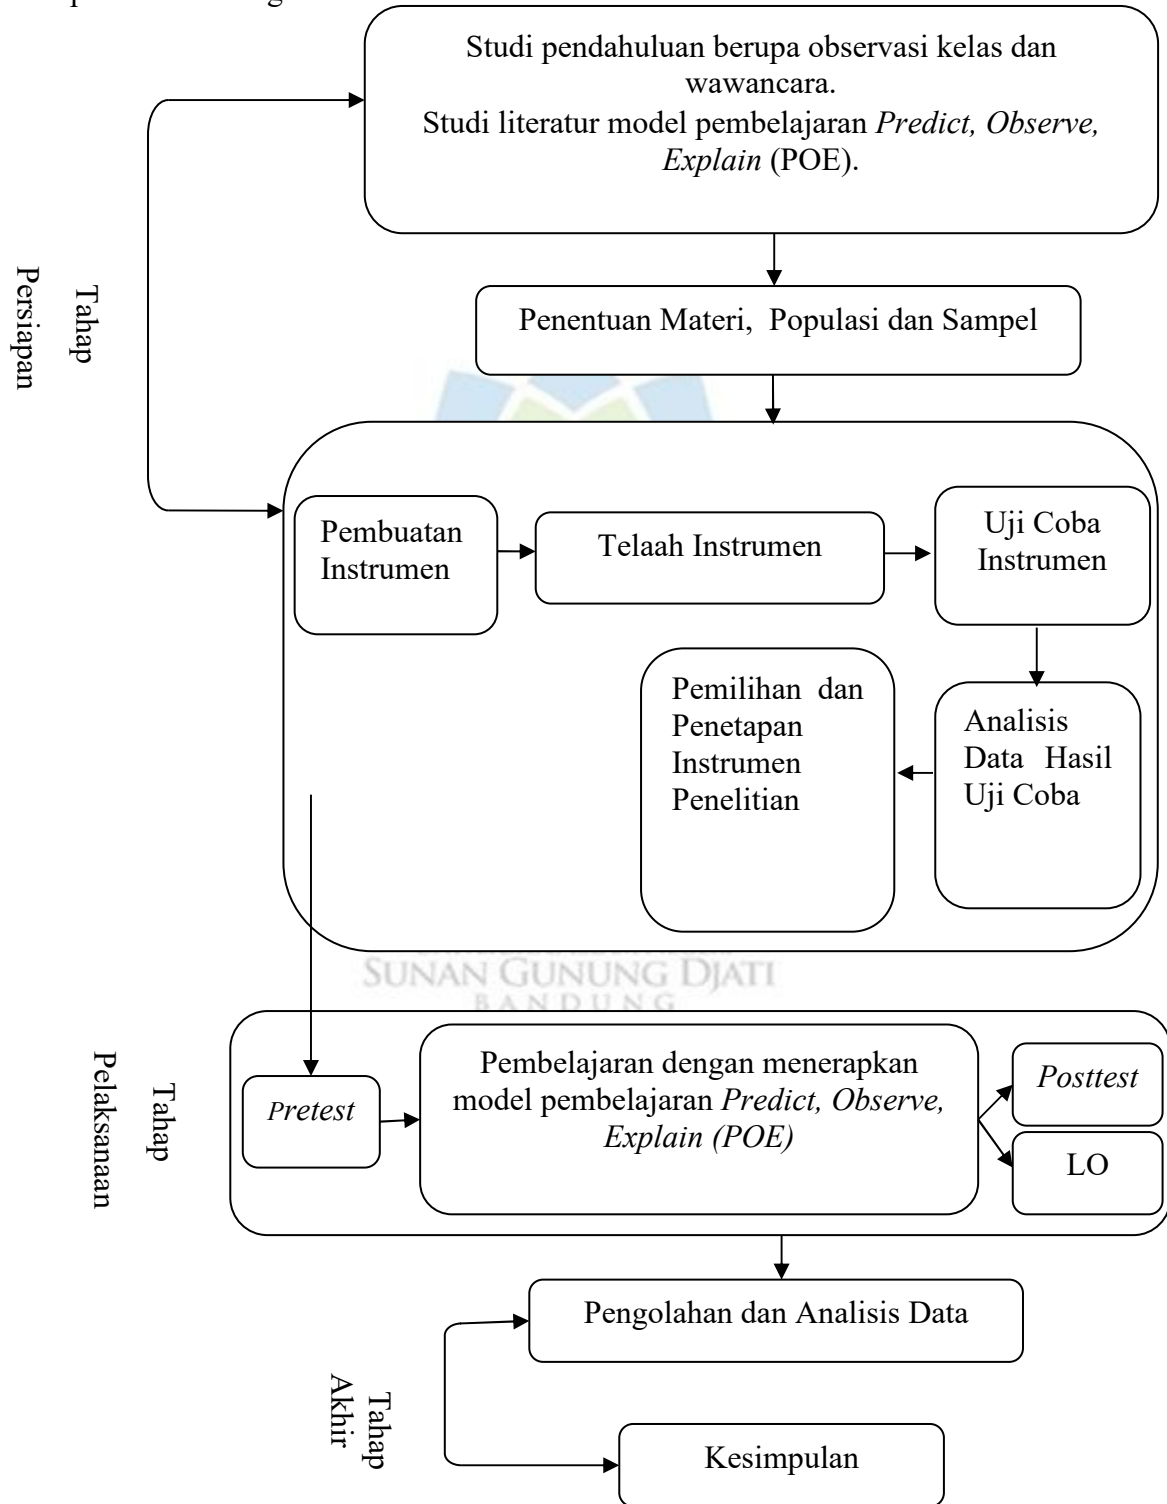 Studi pendahuluan berupa observasi kelas dan
wawancara.
Studi literatur model pembelajaran Predict, Observe,
Explain (POE).
Tahap
Persiapan
Penentuan Materi, Populasi dan Sampel
Pembuatan
Instrumen
Telaah Instrumen
Uji Coba
Instrumen
Pemilihan dan
Penetapan
Instrumen
Penelitian
Analisis
Data Hasil
Uji Coba
SUNAN GUNUNG DJATI
BANDUNG
Tahap
Pelaksanaan
Pretest
Pembelajaran dengan menerapkan
model pembelajaran Predict, Observe,
Explain (POE)
Posttest
LO
Pengolahan dan Analisis Data
Tahap
Akhir
Kesimpulan